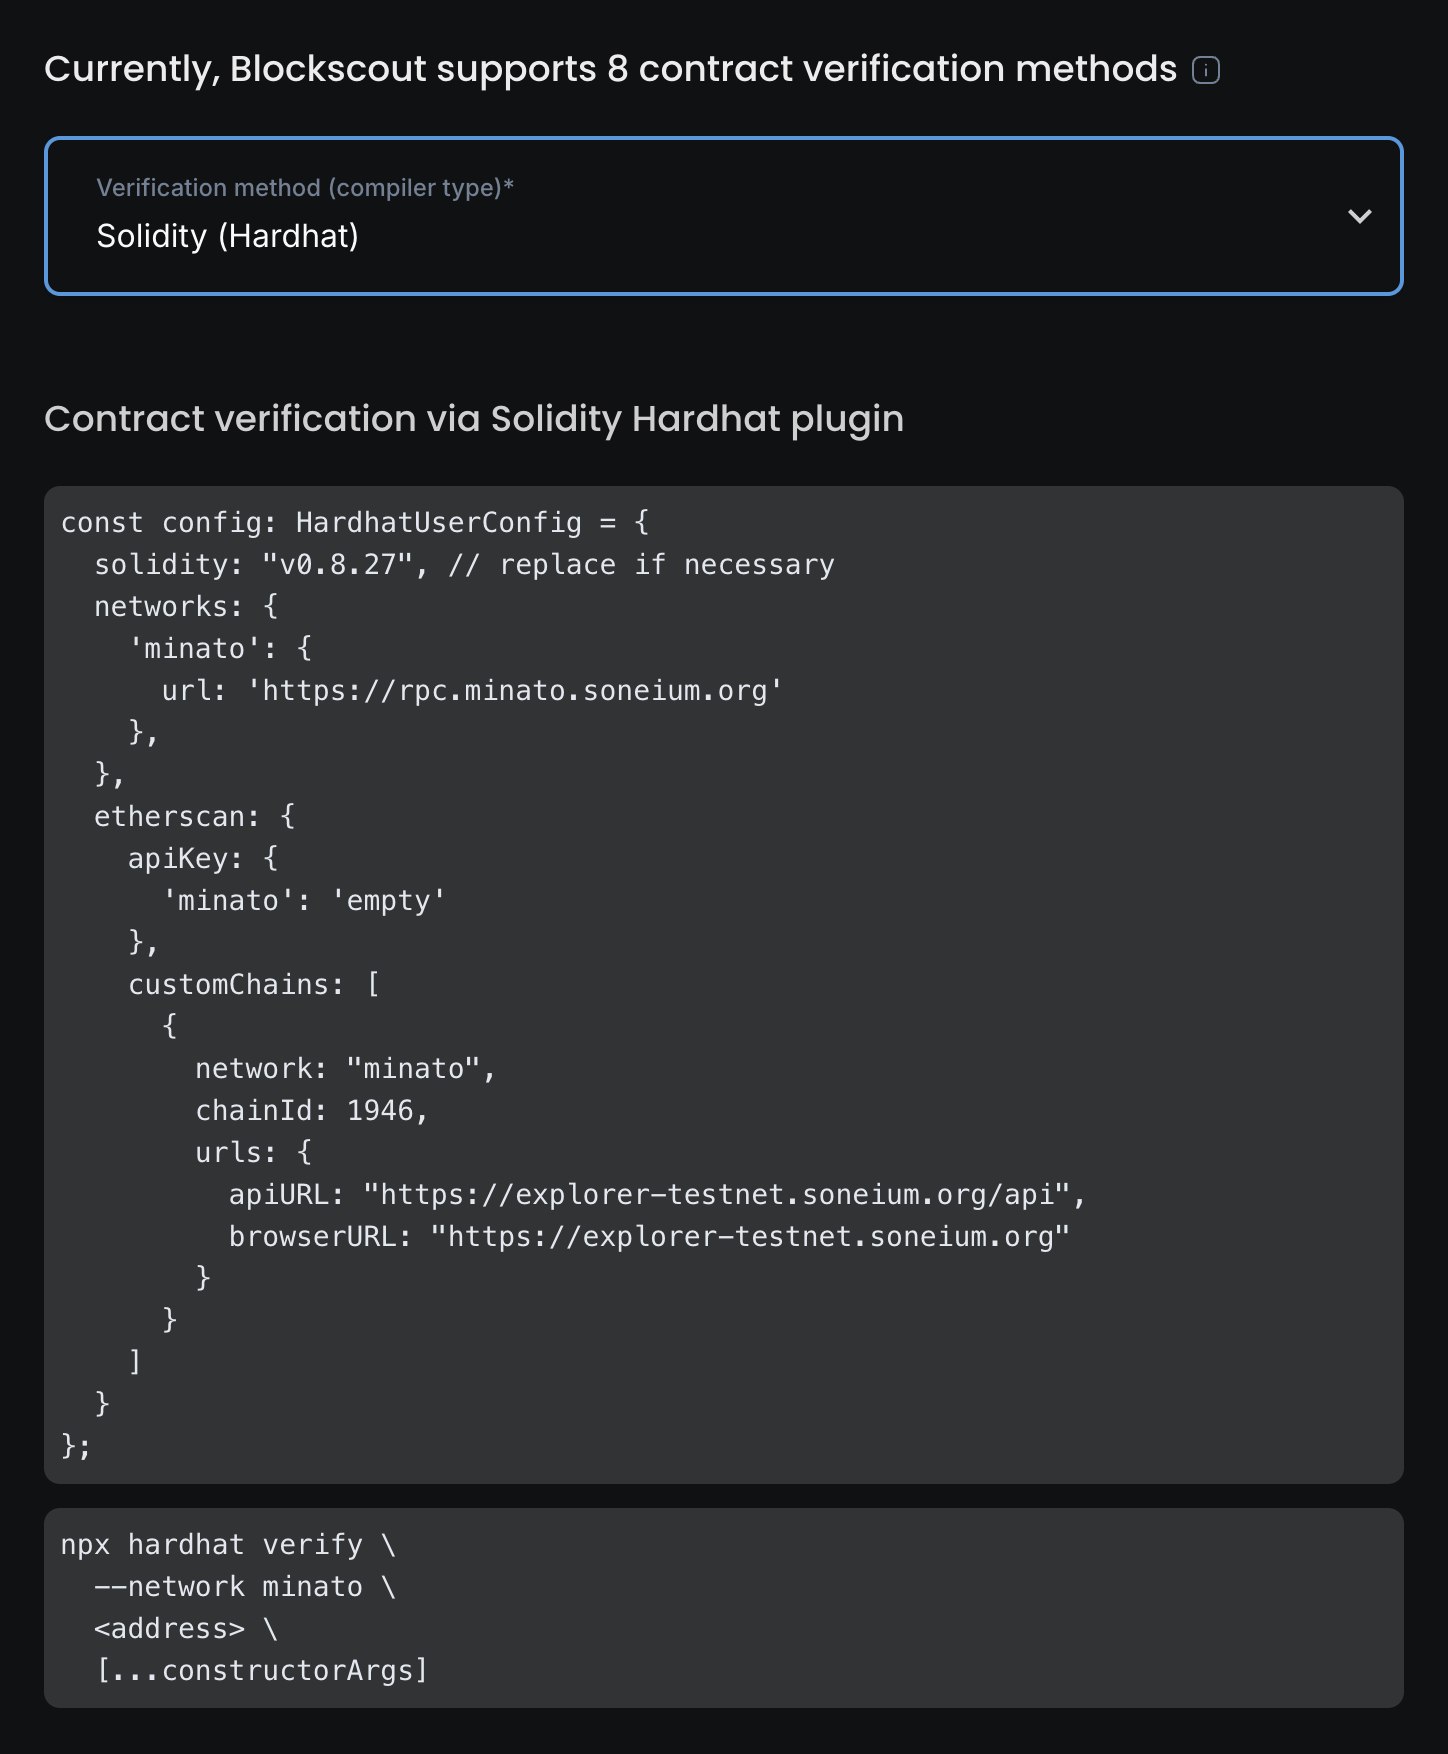 Currently, Blockscout supports 8 contract verification methods
Verification method (compiler type)*
Solidity (Hardhat)
Contract verification via Solidity Hardhat plugin
const config: HardhatUserConfig = {
  solidity: "v0.8.27", // replace if necessary
  networks: {
    'minato': {
      url: 'https://rpc.minato.soneium.org'
    },
  },
  etherscan: {
    apiKey: {
      'minato': 'empty'
    },
    customChains: [
      {
        network: "minato",
        chainId: 1946,
        urls: {
          apiURL: "https://explorer-testnet.soneium.org/api",
          browserURL: "https://explorer-testnet.soneium.org"
        }
      }
    ]
  }
};
npx hardhat verify \
  --network minato \
  <address> \
  [...constructorArgs]